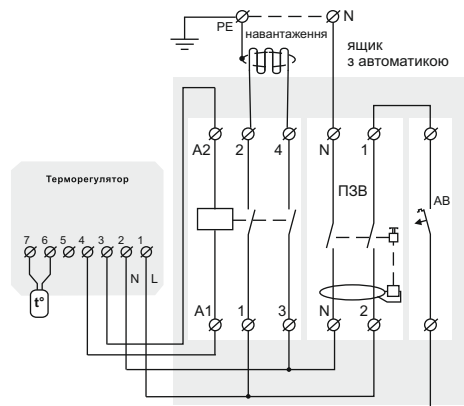 PE N
навантаження
ящик
з автоматикою
A2 2 4 N 1
Терморегулятор
ПЗВ
АВ
7 6 5 4 3 2 1
N L
t°
A1 1 3 N 2